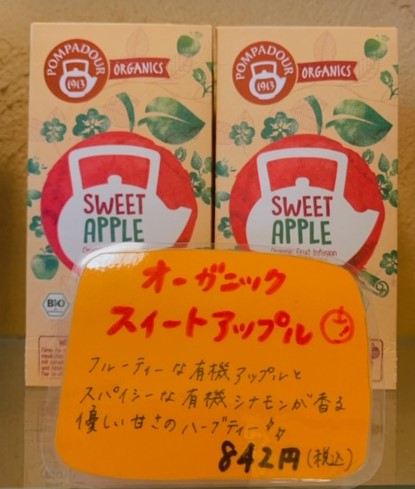 POMPADOUR
1913
ORGANICS
SWEET
APPLE
BIO
POMPADOUR
1913
ORGANICS
SWEET
APPLE
Organic Fruit Infusion
オーガニック
スイートアップル
フルーティーな有機アップルと
スパイシーな有機シナモンが香る
優しい甘さのハーブティー
842円(税込)